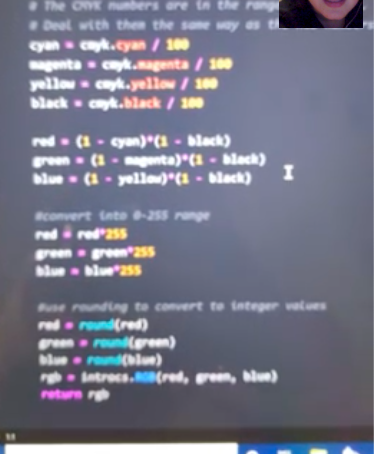 # The CMYK numbers are in the rang
# Deal with them the same way as
cyan = cmyk.cyan / 100
magenta = cmyk.magenta / 100
yellow = cmyk.yellow / 100
black = cmyk.black / 100
red = (1 - cyan)*(1 - black)
green = (1 - magenta)*(1 - black)
blue = (1 - yellow)*(1 - black)
#convert into 0-255 range
red = red*255
green = green*255
blue = blue*255
#use rounding to convert to integer values
red = round(red)
green = round(green)
blue = round(blue)
rgb = introcs.RGB(red, green, blue)
return rgb